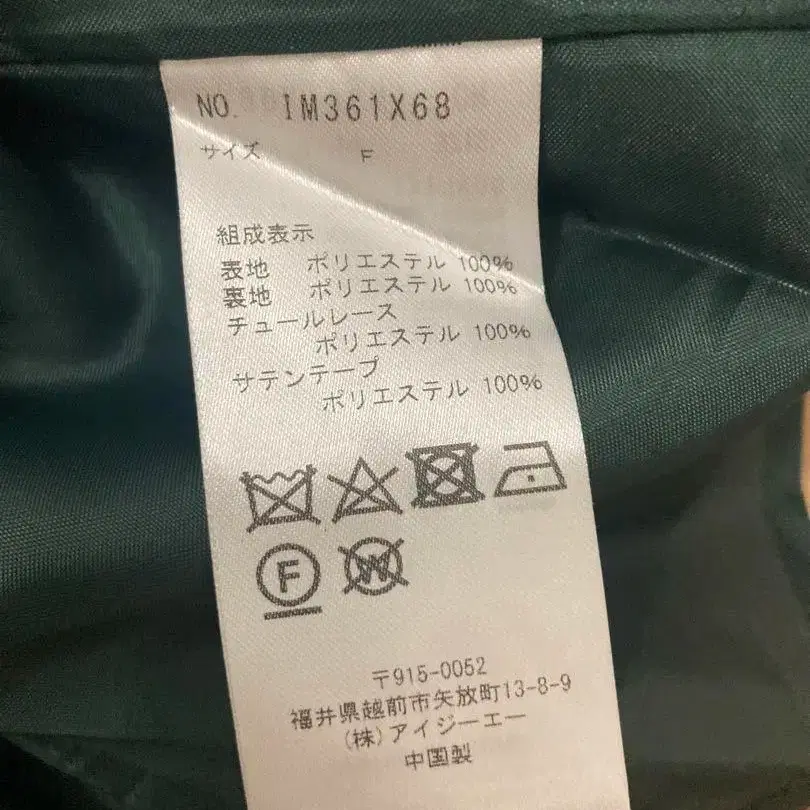 NO. IM361X68
サイズ F
組成表示
表地 ポリエステル 100%
裏地 ポリエステル 100%
チュールレース
ポリエステル 100%
サテンテープ
ポリエステル 100%
F W
〒915-0052
福井県越前市矢放町13-8-9
(株)アイジーエー
中国製